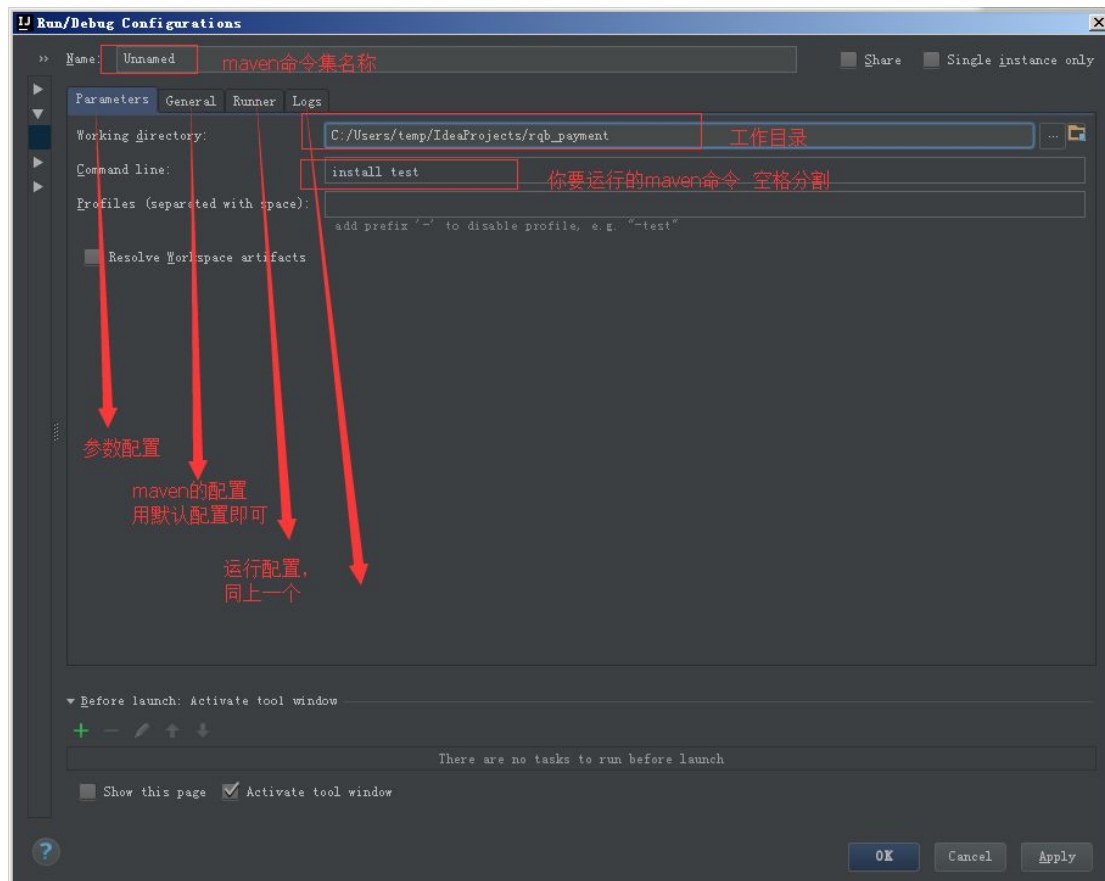 Run/Debug Configurations
Name: Unnamed
maven命令集名称
Share
Single instance only
Parameters General Runner Logs
Working directory: C:/Users/temp/IdeaProjects/rqb_payment
工作目录
Command line: install test
你要运行的maven命令 空格分割
Profiles (separated with space):
add prefix '-' to disable profile, e.g. "-test"
Resolve Workspace artifacts
参数配置
maven的配置
用默认配置即可
运行配置，
同上一个
Before launch: Activate tool window
There are no tasks to run before launch
Show this page
Activate tool window
OK
Cancel
Apply